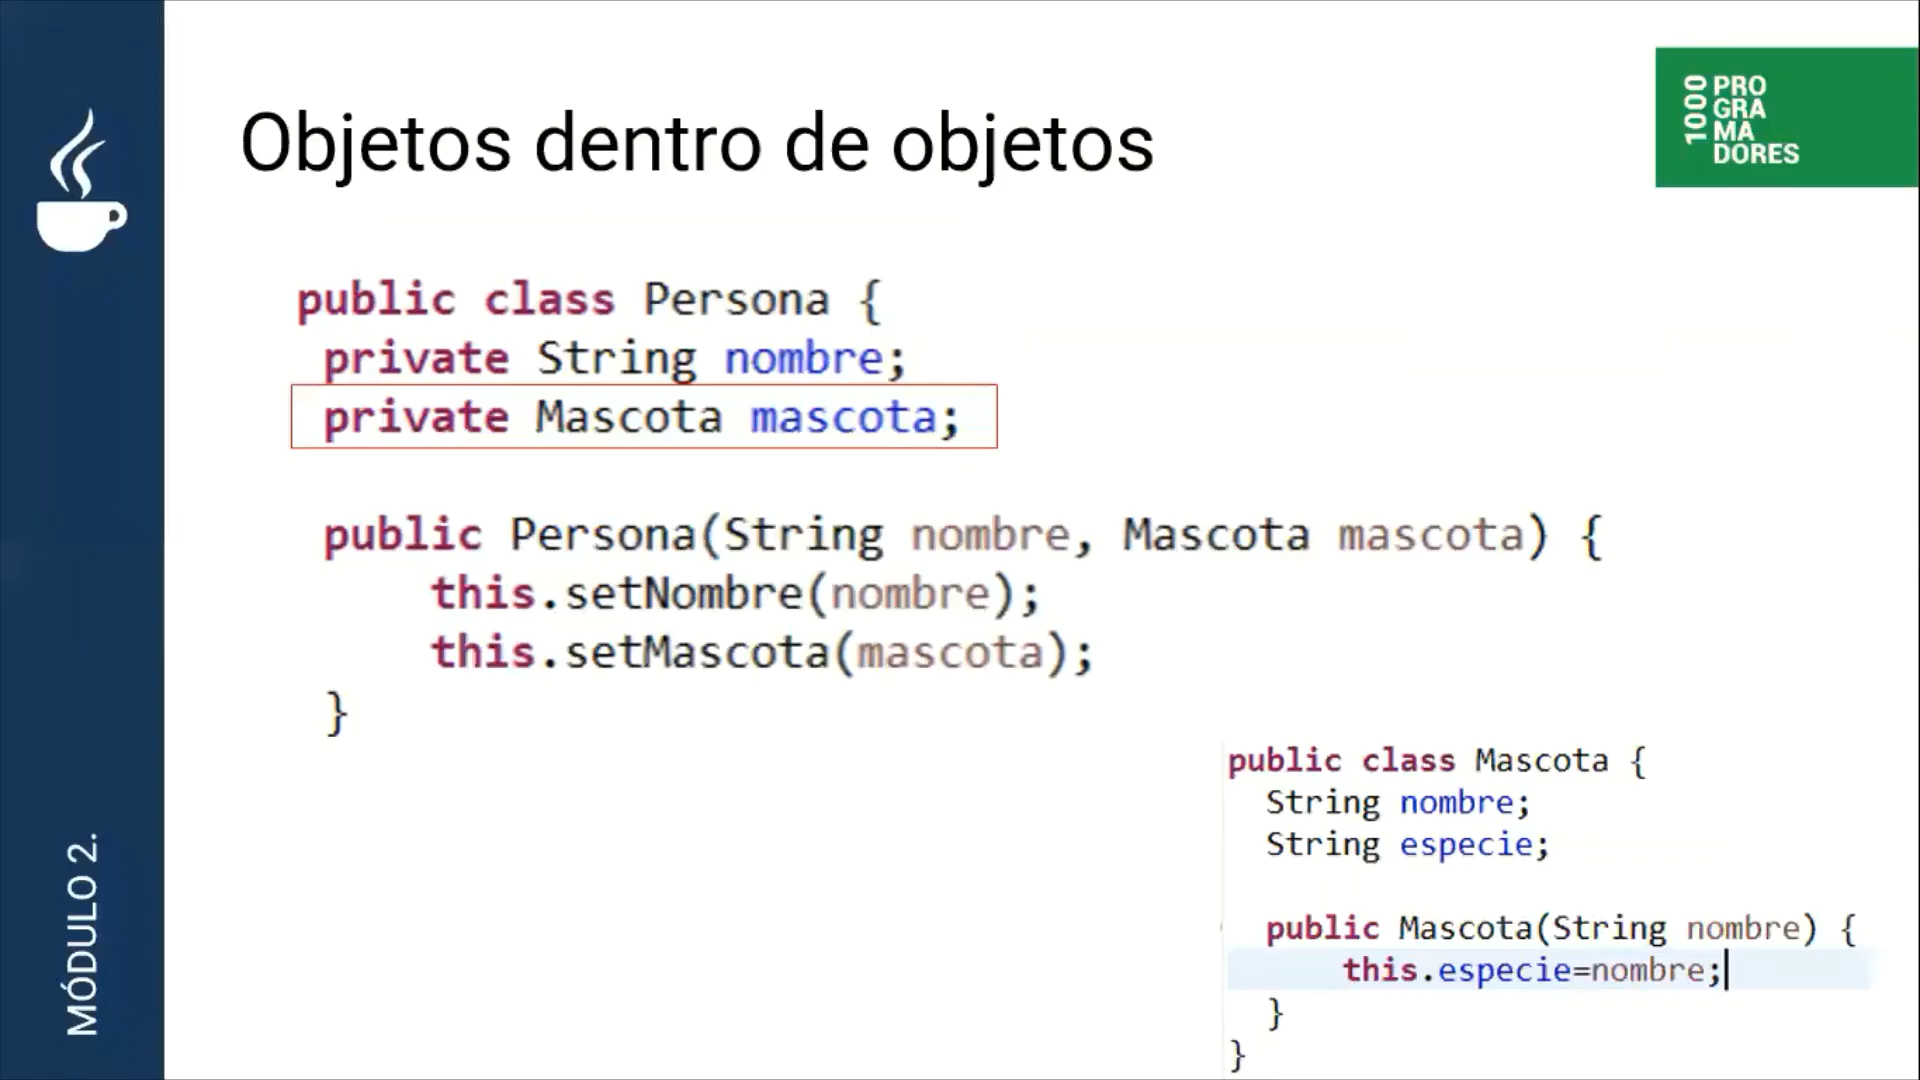 Objetos dentro de objetos
1000
PRO
GRA
MA
DORES
public class Persona {
private String nombre;
private Mascota mascota;
public Persona(String nombre, Mascota mascota) {
this.setNombre(nombre);
this.setMascota(mascota);
}
public class Mascota {
String nombre;
String especie;
public Mascota(String nombre) {
this.especie=nombre;
}
}
MÓDULO 2.